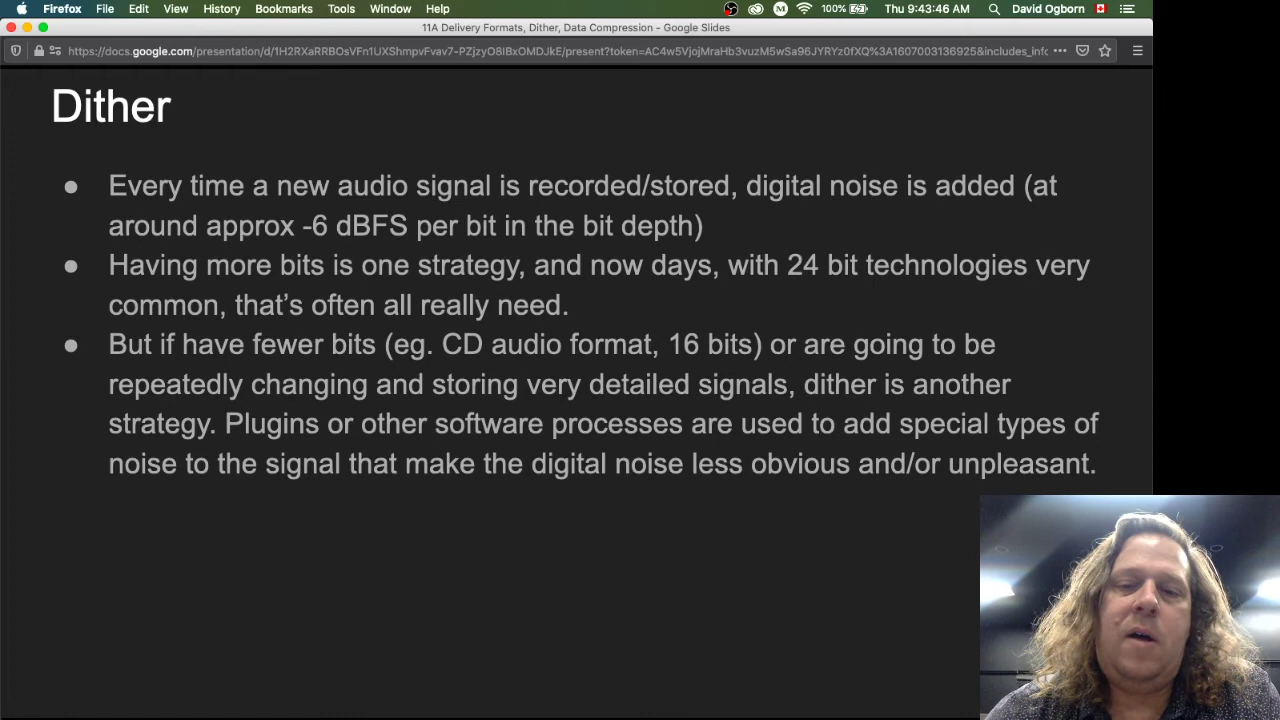 Firefox File Edit View History Bookmarks Tools Window Help 100% Thu 9:43:46 AM David Ogborn
11A Delivery Formats, Dither, Data Compression - Google Slides
Dither
● Every time a new audio signal is recorded/stored, digital noise is added (at
around approx -6 dBFS per bit in the bit depth)
● Having more bits is one strategy, and now days, with 24 bit technologies very
common, that’s often all really need.
● But if have fewer bits (eg. CD audio format, 16 bits) or are going to be
repeatedly changing and storing very detailed signals, dither is another
strategy. Plugins or other software processes are used to add special types of
noise to the signal that make the digital noise less obvious and/or unpleasant.